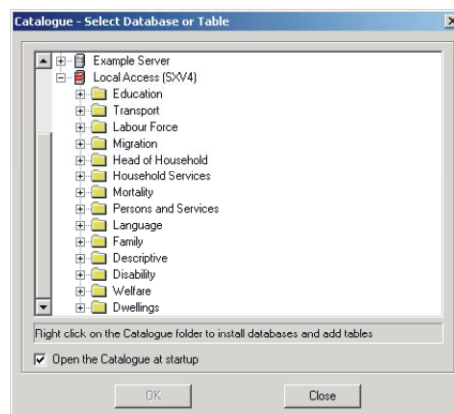 Catalogue - Select Database or Table
Example Server
Local Access (SXV4)
Education
Transport
Labour Force
Migration
Head of Household
Household Services
Mortality
Persons and Services
Language
Family
Descriptive
Disability
Welfare
Dwellings
Right click on the Catalogue folder to install databases and add tables
Open the Catalogue at startup
OK Close